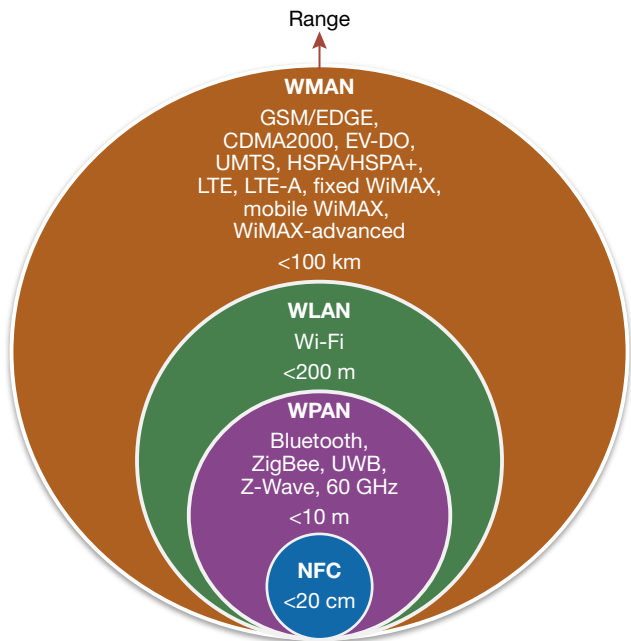 Range
WMAN
GSM/EDGE,
CDMA2000, EV-DO,
UMTS, HSPA/HSPA+,
LTE, LTE-A, fixed WiMAX,
mobile WiMAX,
WiMAX-advanced
<100 km
WLAN
Wi-Fi
<200 m
WPAN
Bluetooth,
ZigBee, UWB,
Z-Wave, 60 GHz
<10 m
NFC
<20 cm